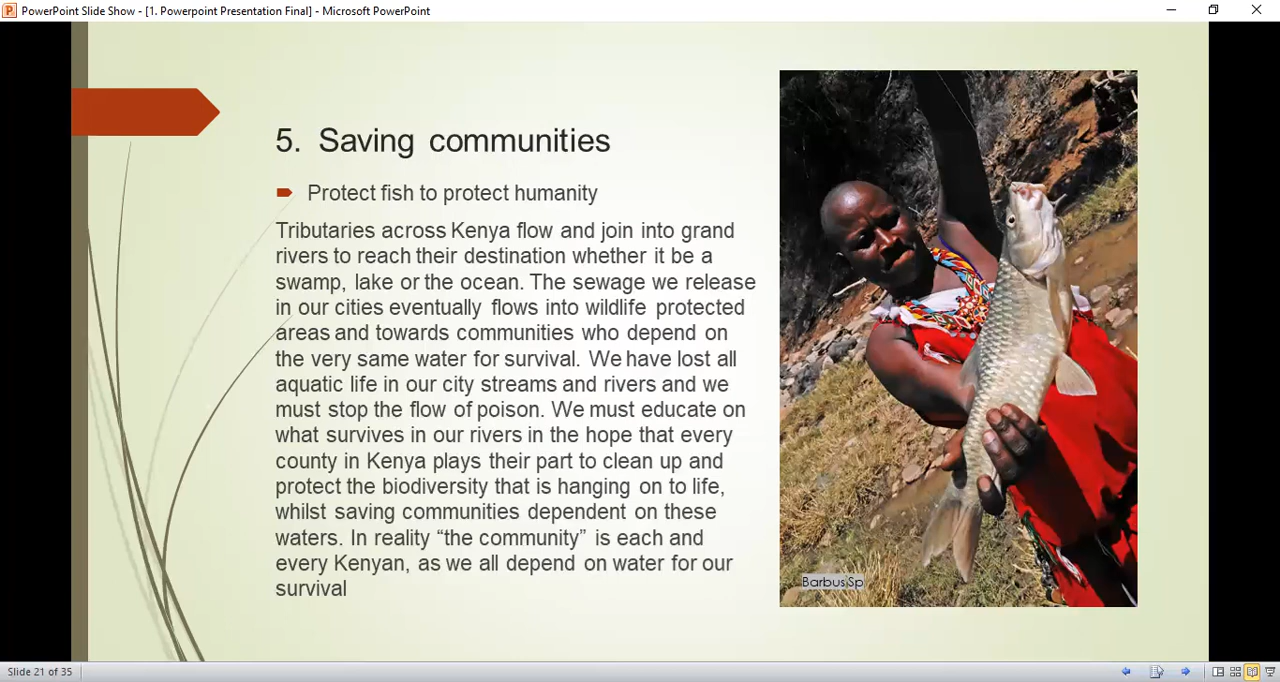 PowerPoint Slide Show - [1. Powerpoint Presentation Final] - Microsoft PowerPoint
5. Saving communities
Protect fish to protect humanity
Tributaries across Kenya flow and join into grand
rivers to reach their destination whether it be a
swamp, lake or the ocean. The sewage we release
in our cities eventually flows into wildlife protected
areas and towards communities who depend on
the very same water for survival. We have lost all
aquatic life in our city streams and rivers and we
must stop the flow of poison. We must educate on
what survives in our rivers in the hope that every
county in Kenya plays their part to clean up and
protect the biodiversity that is hanging on to life,
whilst saving communities dependent on these
waters. In reality “the community” is each and
every Kenyan, as we all depend on water for our
survival
Barbus Sp
Slide 21 of 35